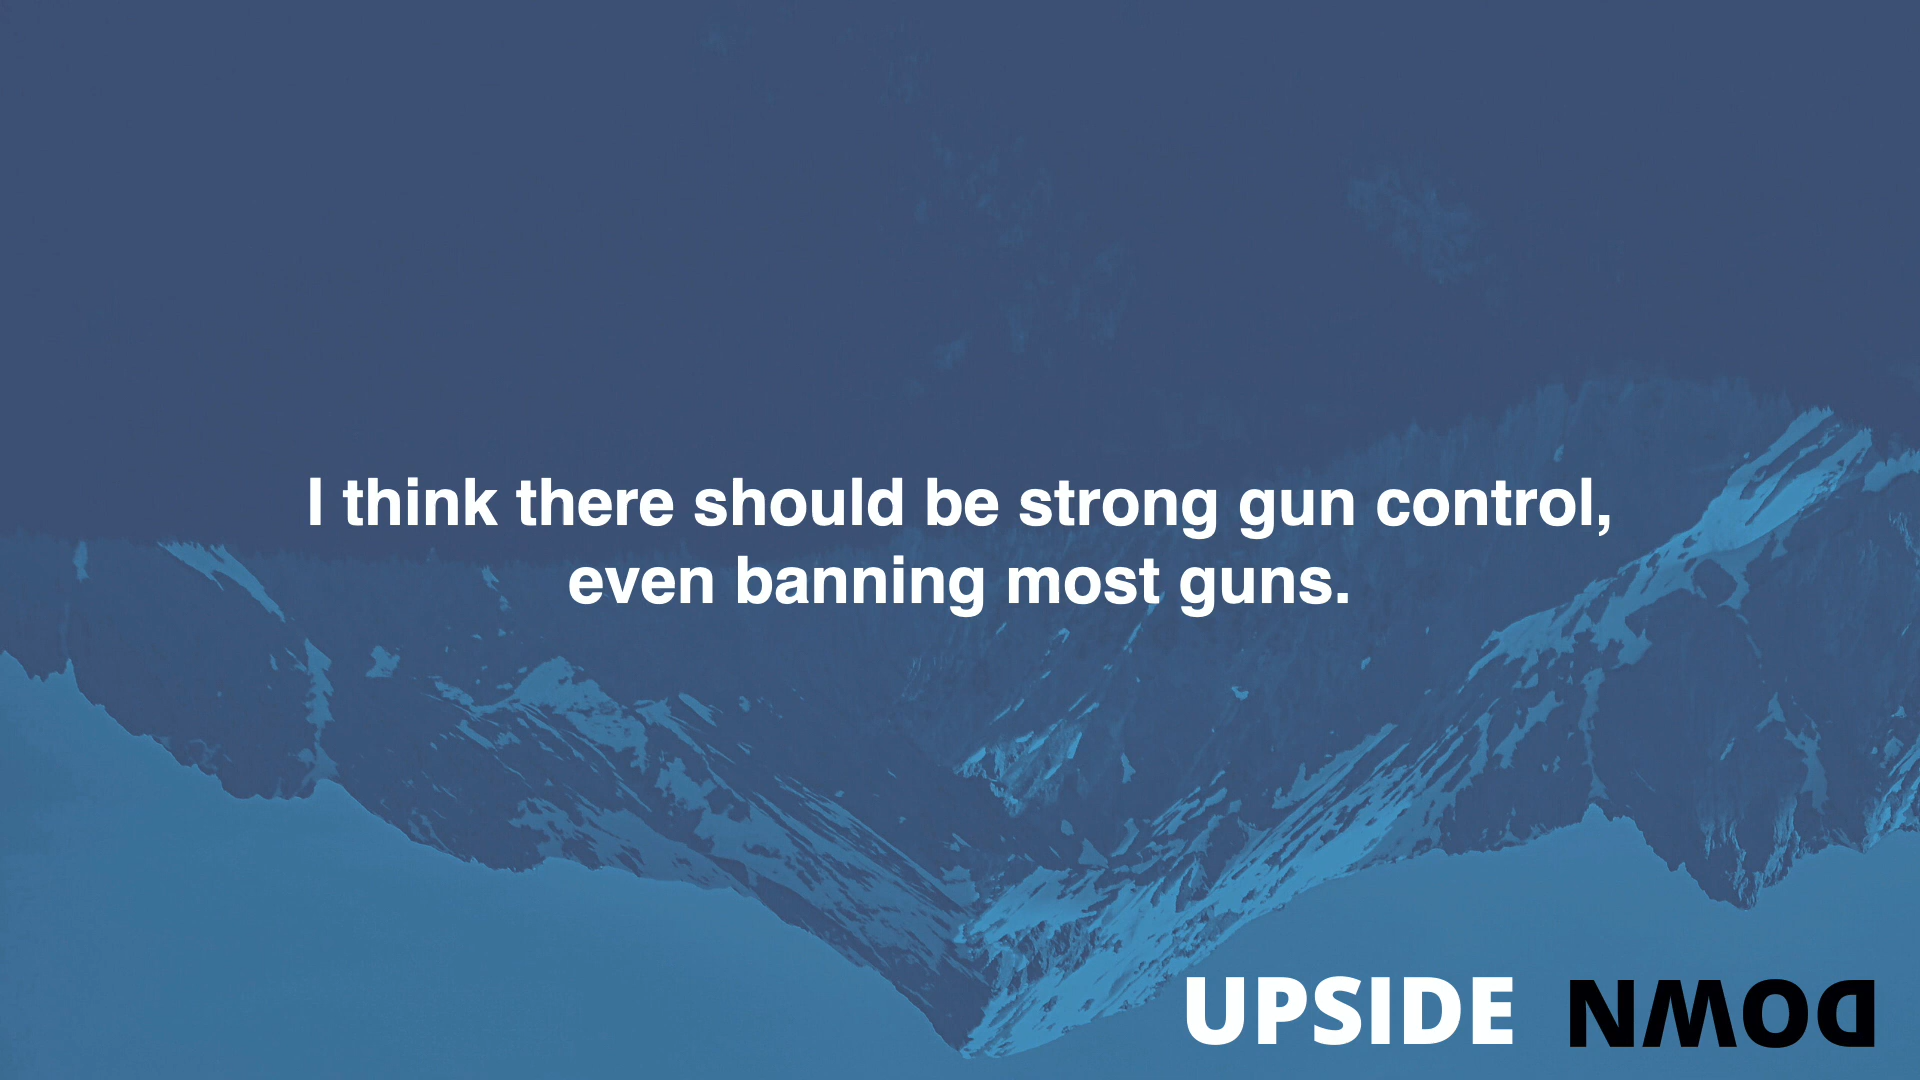 I think there should be strong gun control,
even banning most guns.
UPSIDE DOWN